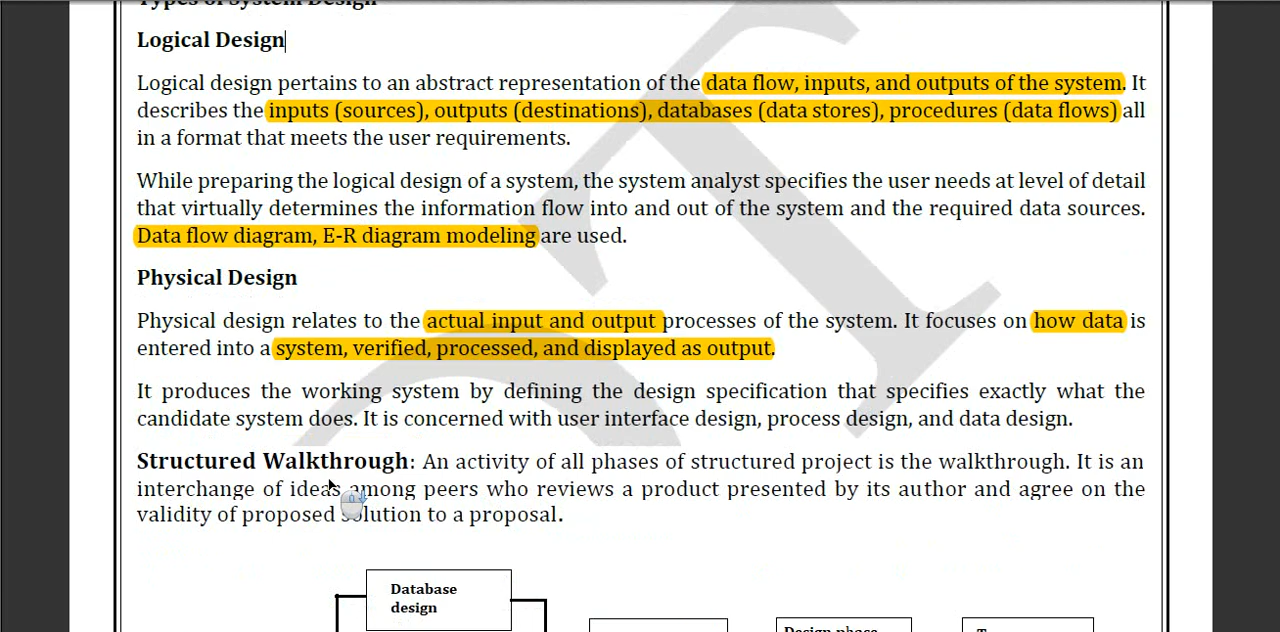 Types of System Design
Logical Design
Logical design pertains to an abstract representation of the data flow, inputs, and outputs of the system. It
describes the inputs (sources), outputs (destinations), databases (data stores), procedures (data flows) all
in a format that meets the user requirements.
While preparing the logical design of a system, the system analyst specifies the user needs at level of detail
that virtually determines the information flow into and out of the system and the required data sources.
Data flow diagram, E-R diagram modeling are used.
Physical Design
Physical design relates to the actual input and output processes of the system. It focuses on how data is
entered into a system, verified, processed, and displayed as output.
It produces the working system by defining the design specification that specifies exactly what the
candidate system does. It is concerned with user interface design, process design, and data design.
Structured Walkthrough: An activity of all phases of structured project is the walkthrough. It is an
interchange of ideas among peers who reviews a product presented by its author and agree on the
validity of proposed solution to a proposal.
Database
design
Design phase